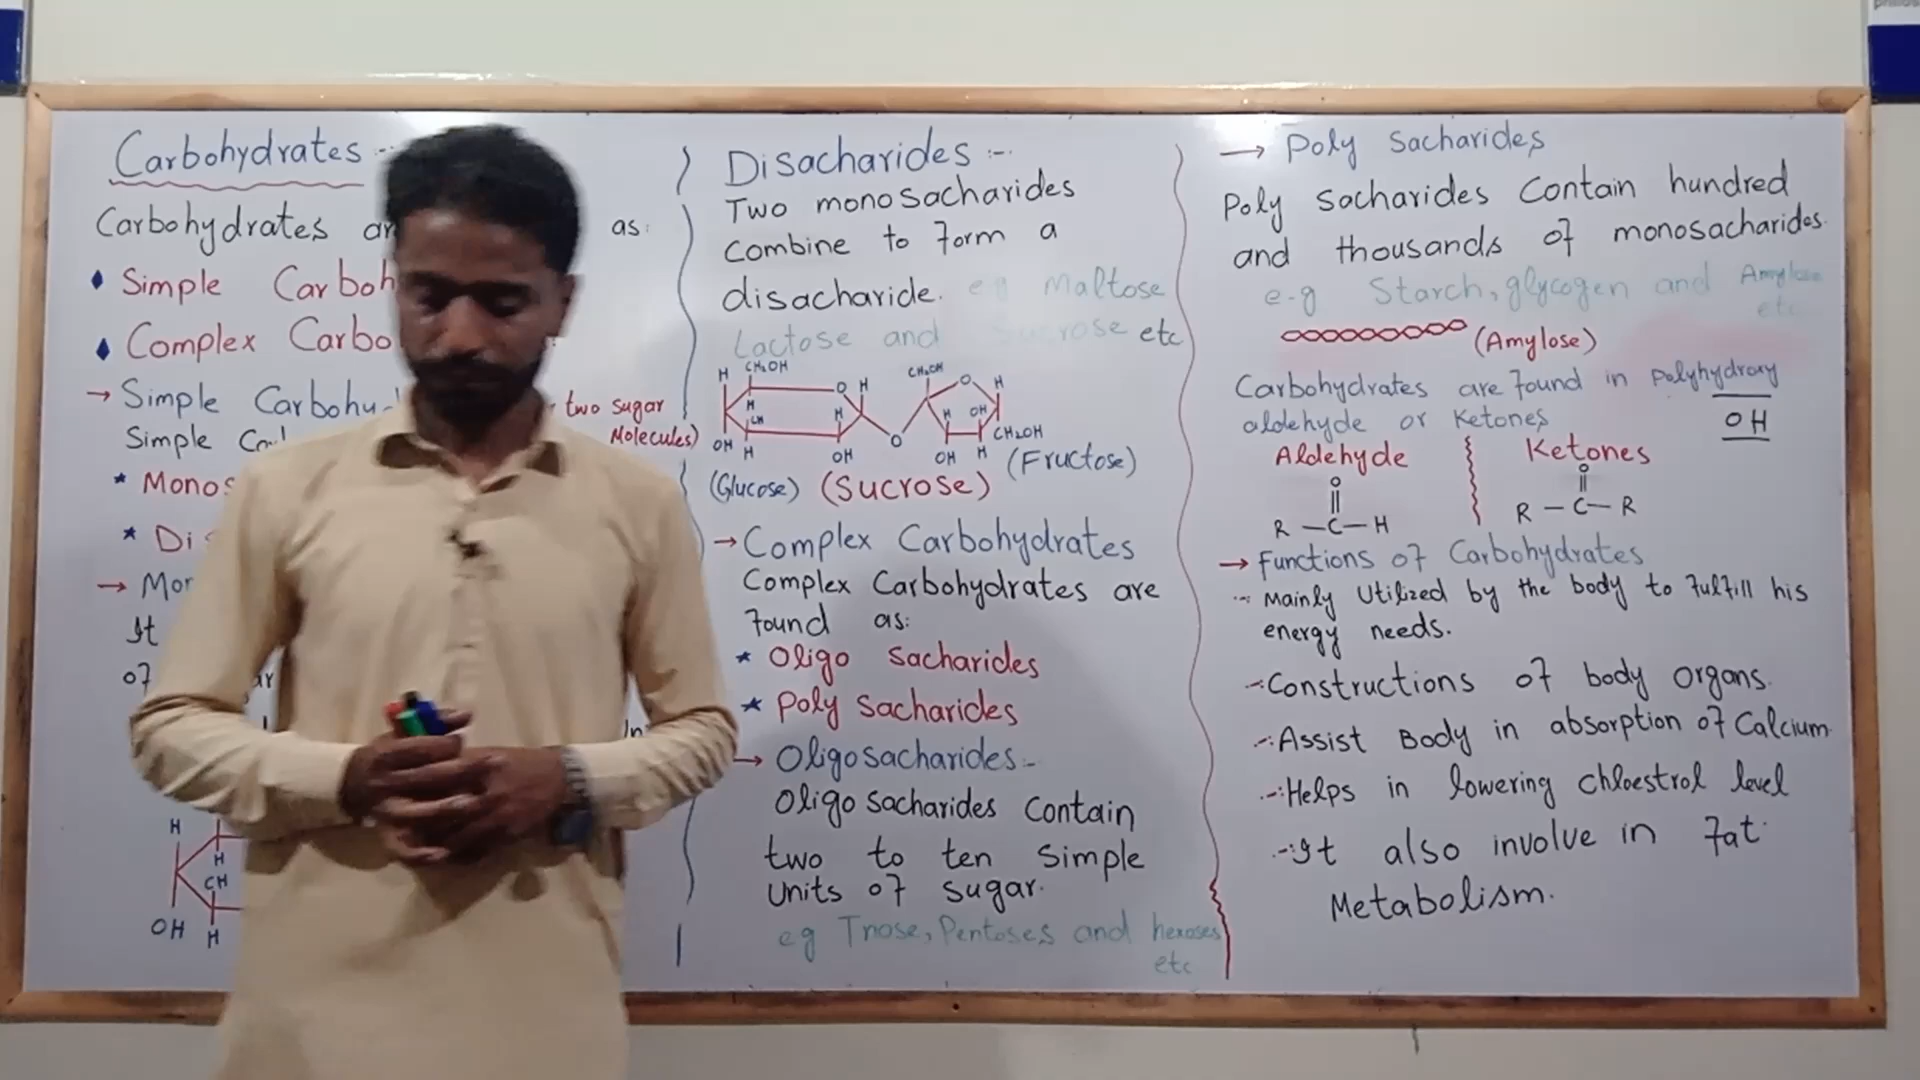 Carbohydrates :-
Carbohydrates ar as:
Simple Carboh
Complex Carbo
→ Simple Carbohy two sugar
Simple Molecules)
* Monos
* Di
→ Mon
It
of
H
H
CH
OH H
Disacharides :-
Two monosacharides
combine to form a
disacharide. eg Maltose
Lactose and Sucrose etc
H CH₂OH O H CH₂OH O H
H H H OH
OH H OH O OH H CH₂OH
(Glucose) (Sucrose) (Fructose)
→ Complex Carbohydrates
Complex Carbohydrates are
found as:
* Oligo sacharides
* Poly sacharides
→ Oligosacharides:-
Oligo sacharides contain
two to ten simple
units of sugar.
eg Pentoses and hexoses
etc
→ Poly sacharides
Poly sacharides contain hundred
and thousands of monosacharides.
e-g Starch, glycogen and Amylose
etc
(Amylose)
Carbohydrates are found in Polyhydroxy
aldehyde or Ketones OH
Aldehyde Ketones
O O
R — C — H R — C — R
→ Functions of Carbohydrates
Mainly Utilized by the body to fulfill his
energy needs.
Constructions of body organs.
Assist Body in absorption of Calcium.
Helps in lowering chloestrol level
It also involve in fat
Metabolism.